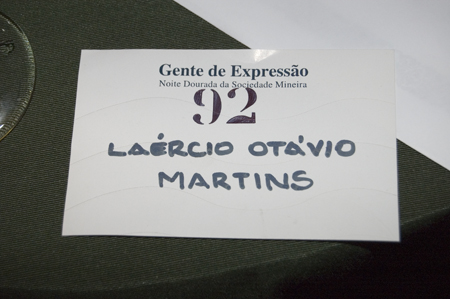 Gente de Expressão
Noite Dourada da Sociedade Mineira
92
LAÉRCIO OTÁVIO
MARTINS